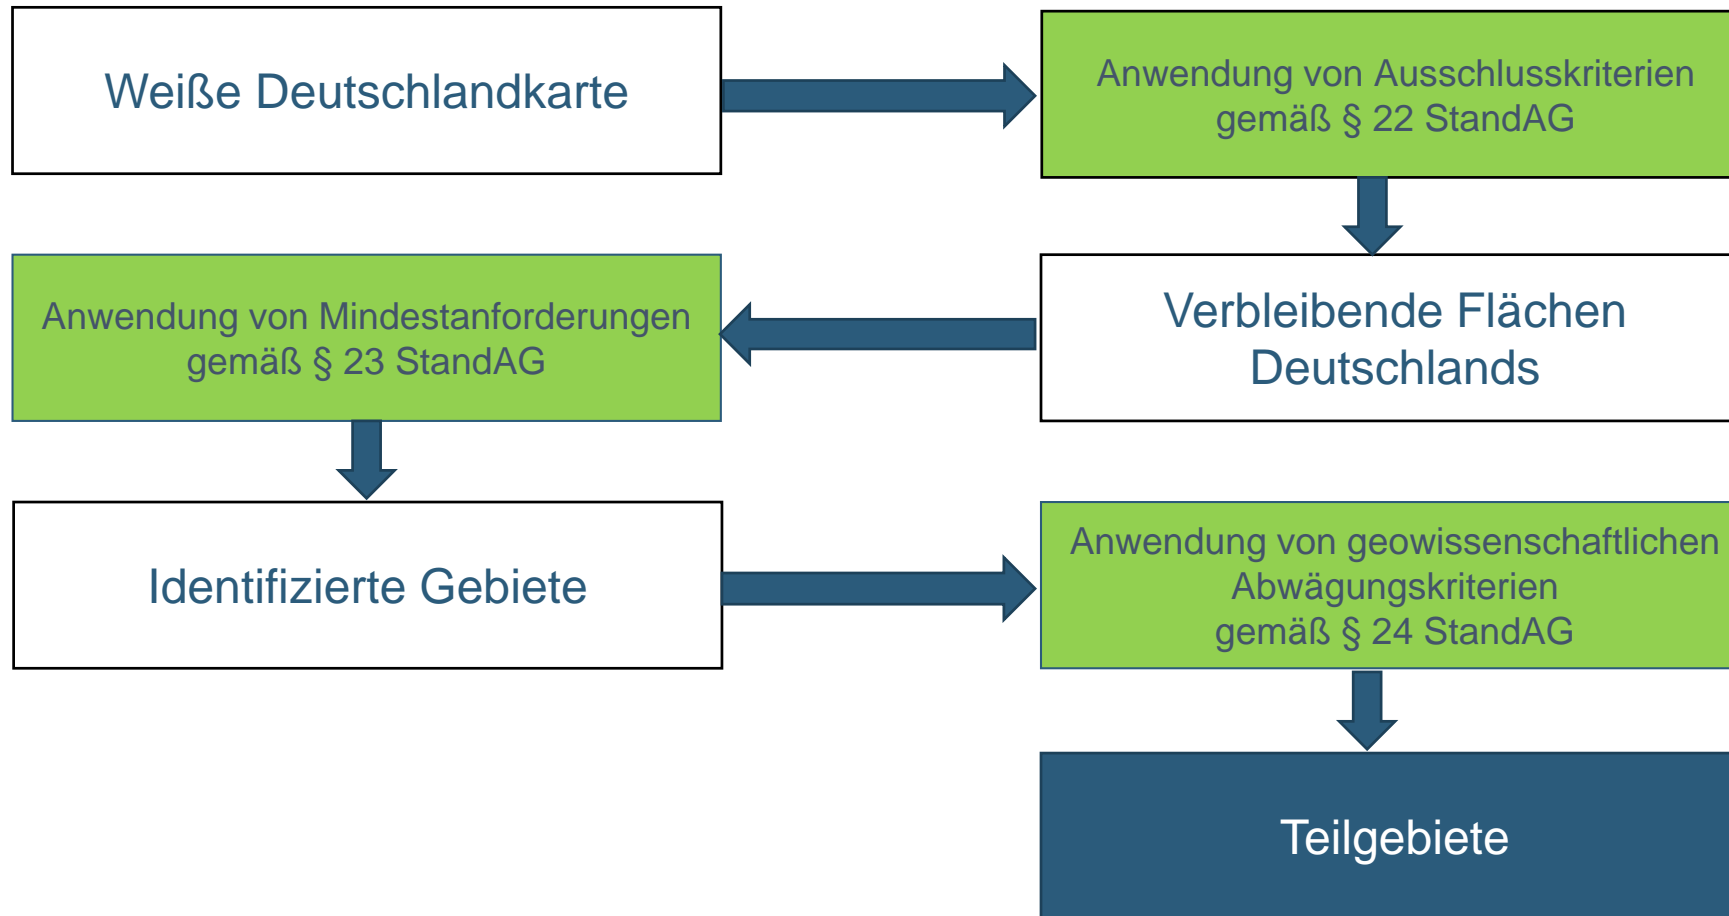 Weiße Deutschlandkarte
Anwendung von Ausschlusskriterien
gemäß § 22 StandAG
Verbleibende Flächen
Deutschlands
Anwendung von Mindestanforderungen
gemäß § 23 StandAG
Identifizierte Gebiete
Anwendung von geowissenschaftlichen
Abwägungskriterien
gemäß § 24 StandAG
Teilgebiete